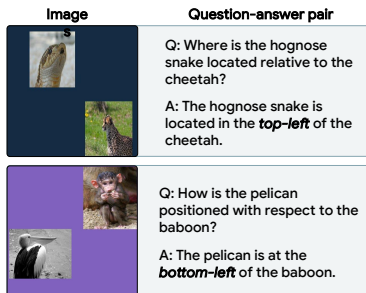 Image
s
Question-answer pair
Q: Where is the hognose
snake located relative to the
cheetah?
A: The hognose snake is
located in the top-left of the
cheetah.
Q: How is the pelican
positioned with respect to the
baboon?
A: The pelican is at the
bottom-left of the baboon.